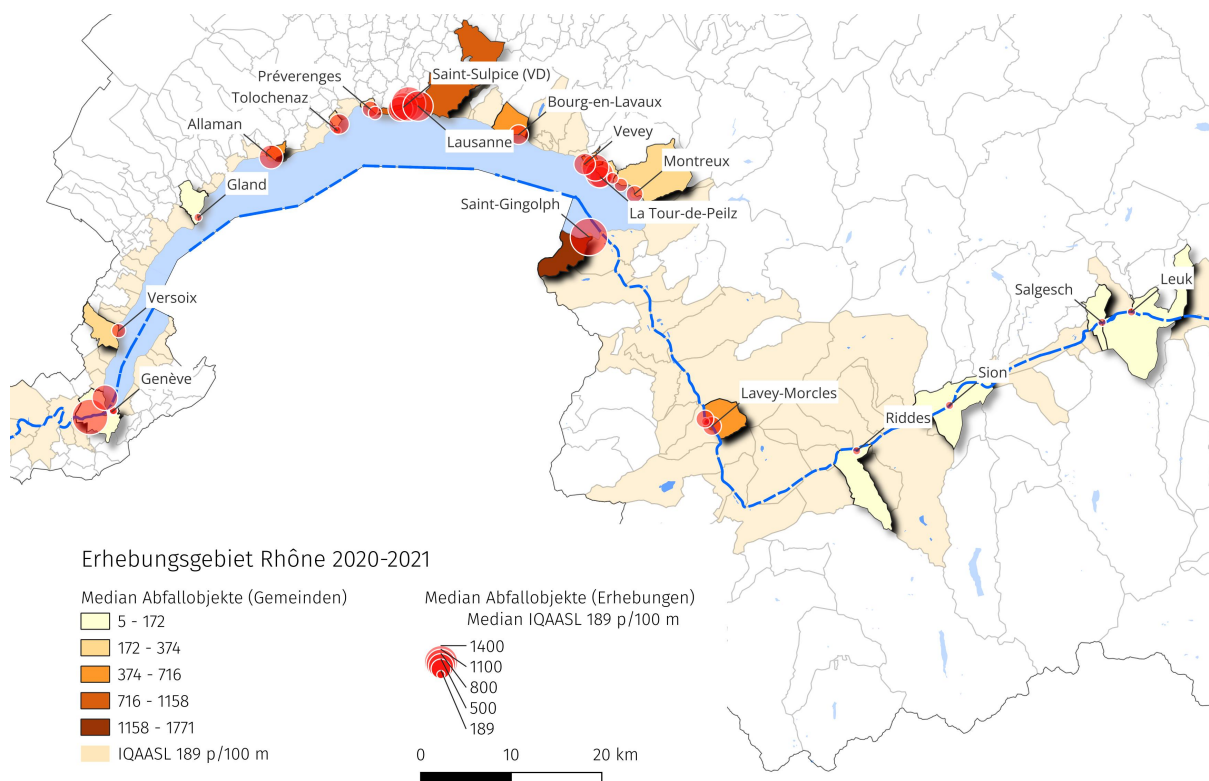 Saint-Sulpice (VD)
Préverenges
Tolochenaz
Bourg-en-Lavaux
Allaman
Vevey
Lausanne
Montreux
Gland
Saint-Gingolph
La Tour-de-Peilz
Leuk
Salgesch
Versoix
Sion
Genève
Lavey-Morcles
Riddes
Erhebungsgebiet Rhône 2020-2021
Median Abfallobjekte (Gemeinden)
5 - 172
172 - 374
374 - 716
716 - 1158
1158 - 1771
IQAASL 189 p/100 m
Median Abfallobjekte (Erhebungen)
Median IQAASL 189 p/100 m
1400
1100
800
500
189
0 10 20 km